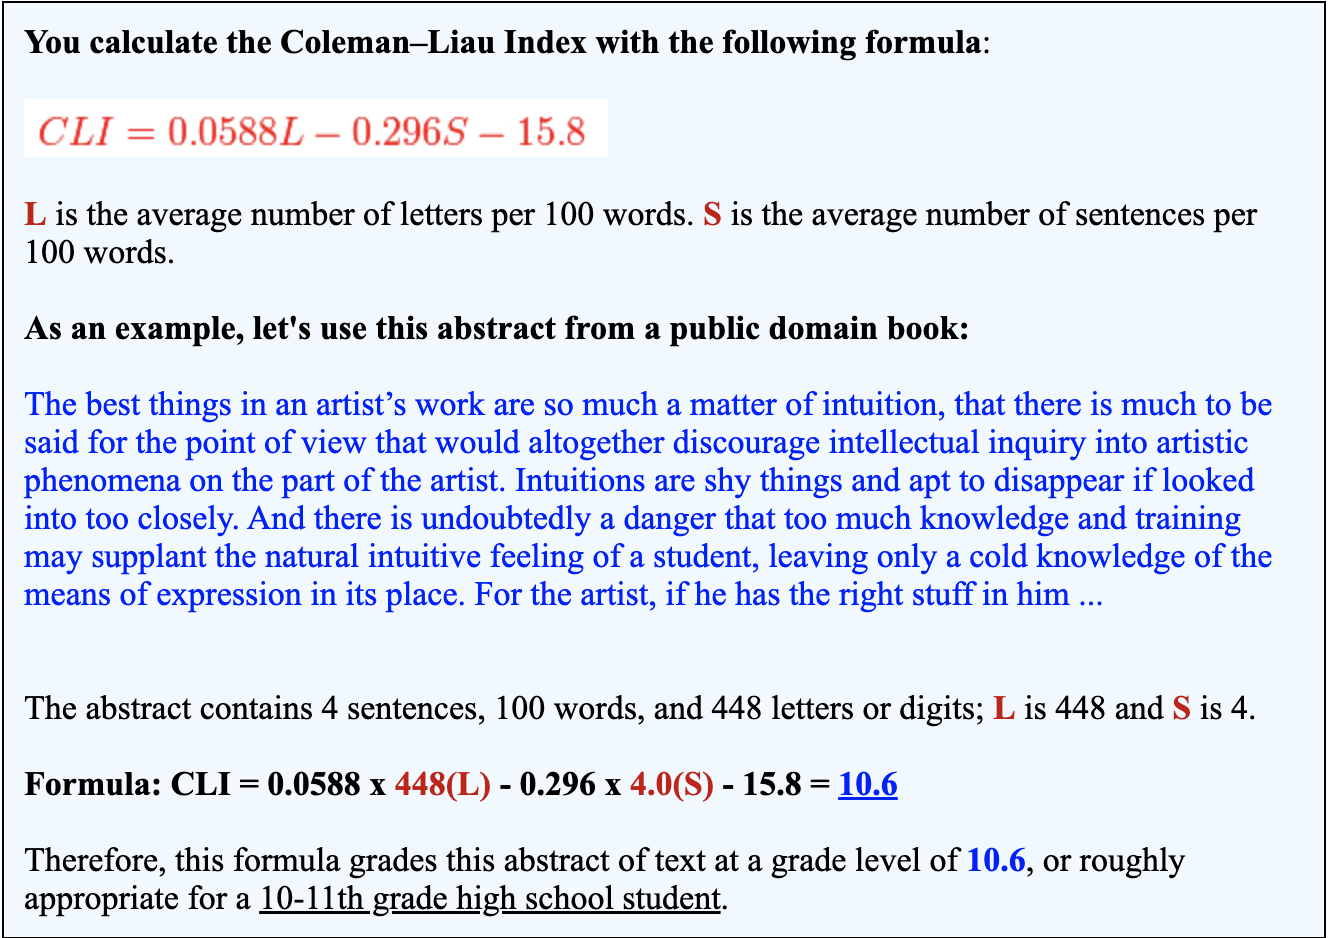 You calculate the Coleman–Liau Index with the following formula:
CLI = 0.0588L – 0.296S – 15.8
L is the average number of letters per 100 words. S is the average number of sentences per
100 words.
As an example, let's use this abstract from a public domain book:
The best things in an artist’s work are so much a matter of intuition, that there is much to be
said for the point of view that would altogether discourage intellectual inquiry into artistic
phenomena on the part of the artist. Intuitions are shy things and apt to disappear if looked
into too closely. And there is undoubtedly a danger that too much knowledge and training
may supplant the natural intuitive feeling of a student, leaving only a cold knowledge of the
means of expression in its place. For the artist, if he has the right stuff in him ...
The abstract contains 4 sentences, 100 words, and 448 letters or digits; L is 448 and S is 4.
Formula: CLI = 0.0588 x 448(L) - 0.296 x 4.0(S) - 15.8 = 10.6
Therefore, this formula grades this abstract of text at a grade level of 10.6, or roughly
appropriate for a 10-11th grade high school student.